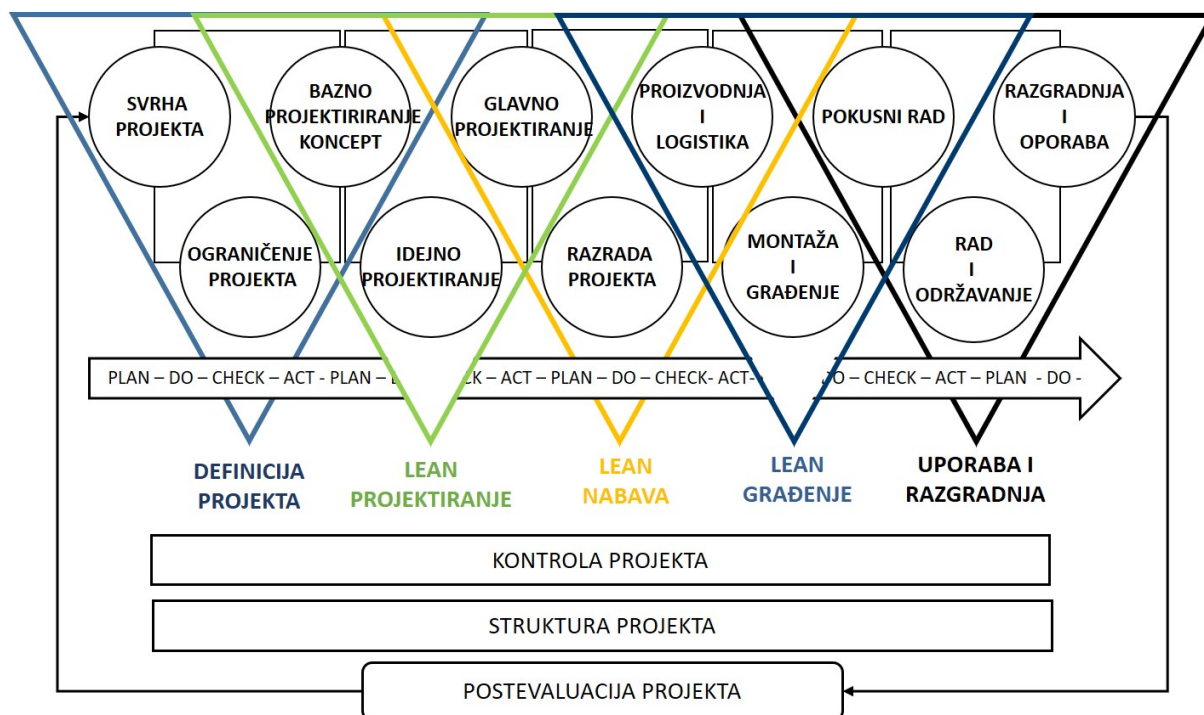 SVRHA
PROJEKTA
BAZNO
PROJEKTIRIRANJE
KONCEPT
GLAVNO
PROJEKTIRANJE
PROIZVODNJA
I
LOGISTIKA
POKUSNI RAD
RAZGRADNJA
I
OPORABA
OGRANIČENJE
PROJEKTA
IDEJNO
PROJEKTIRANJE
RAZRADA
PROJEKTA
MONTAŽA
I
GRAĐENJE
RAD
I
ODRŽAVANJE
PLAN – DO – CHECK – ACT - PLAN – – ACT – PLAN – DO – CHECK- ACT- – CHECK – ACT – PLAN - DO -
DEFINICIJA
PROJEKTA
LEAN
PROJEKTIRANJE
LEAN
NABAVA
LEAN
GRAĐENJE
UPORABA I
RAZGRADNJA
KONTROLA PROJEKTA
STRUKTURA PROJEKTA
POSTEVALUACIJA PROJEKTA